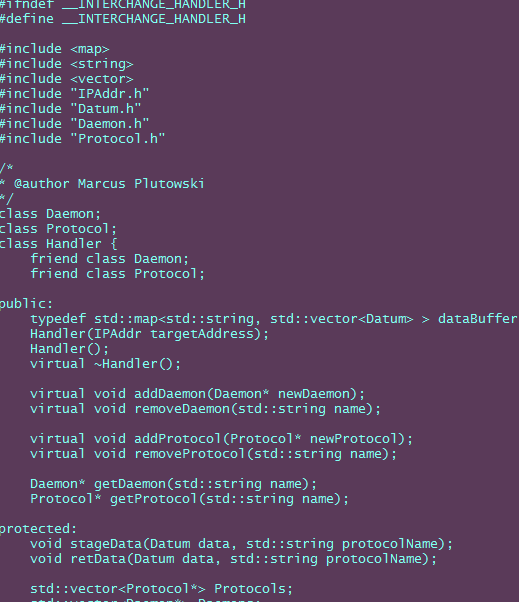 #ifndef __INTERCHANGE_HANDLER_H
#define __INTERCHANGE_HANDLER_H
#include <map>
#include <string>
#include <vector>
#include "IPAddr.h"
#include "Datum.h"
#include "Daemon.h"
#include "Protocol.h"
/*
* @author Marcus Plutowski
*/
class Daemon;
class Protocol;
class Handler {
friend class Daemon;
friend class Protocol;
public:
typedef std::map<std::string, std::vector<Datum> > dataBuffer
Handler(IPAddr targetAddress);
Handler();
virtual ~Handler();
virtual void addDaemon(Daemon* newDaemon);
virtual void removeDaemon(std::string name);
virtual void addProtocol(Protocol* newProtocol);
virtual void removeProtocol(std::string name);
Daemon* getDaemon(std::string name);
Protocol* getProtocol(std::string name);
protected:
void stageData(Datum data, std::string protocolName);
void retData(Datum data, std::string protocolName);
std::vector<Protocol*> Protocols;